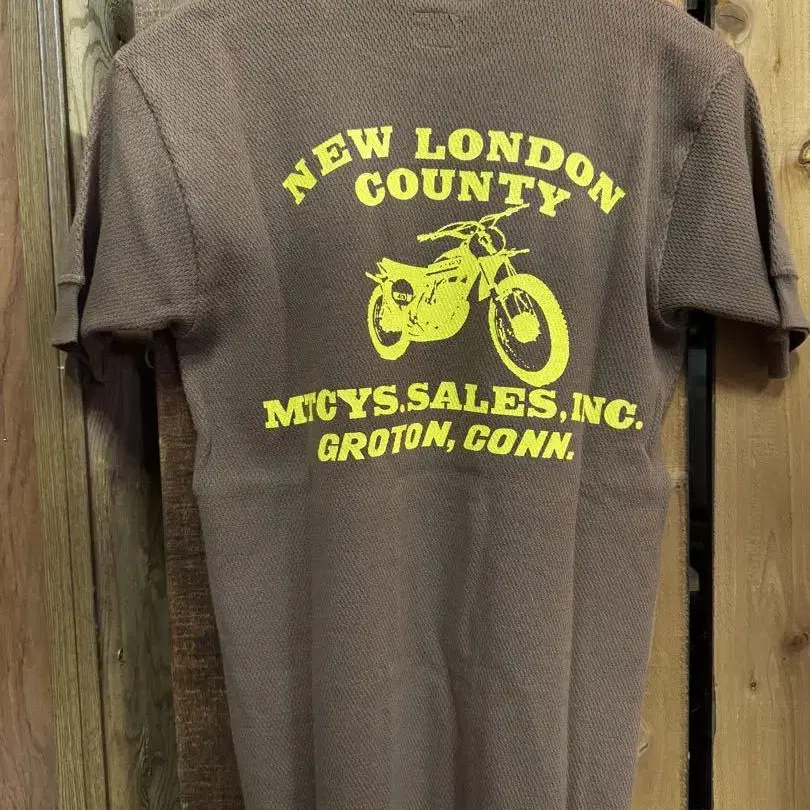 NEW LONDON
COUNTY
MTCYS.SALES, INC.
GROTON, CONN.